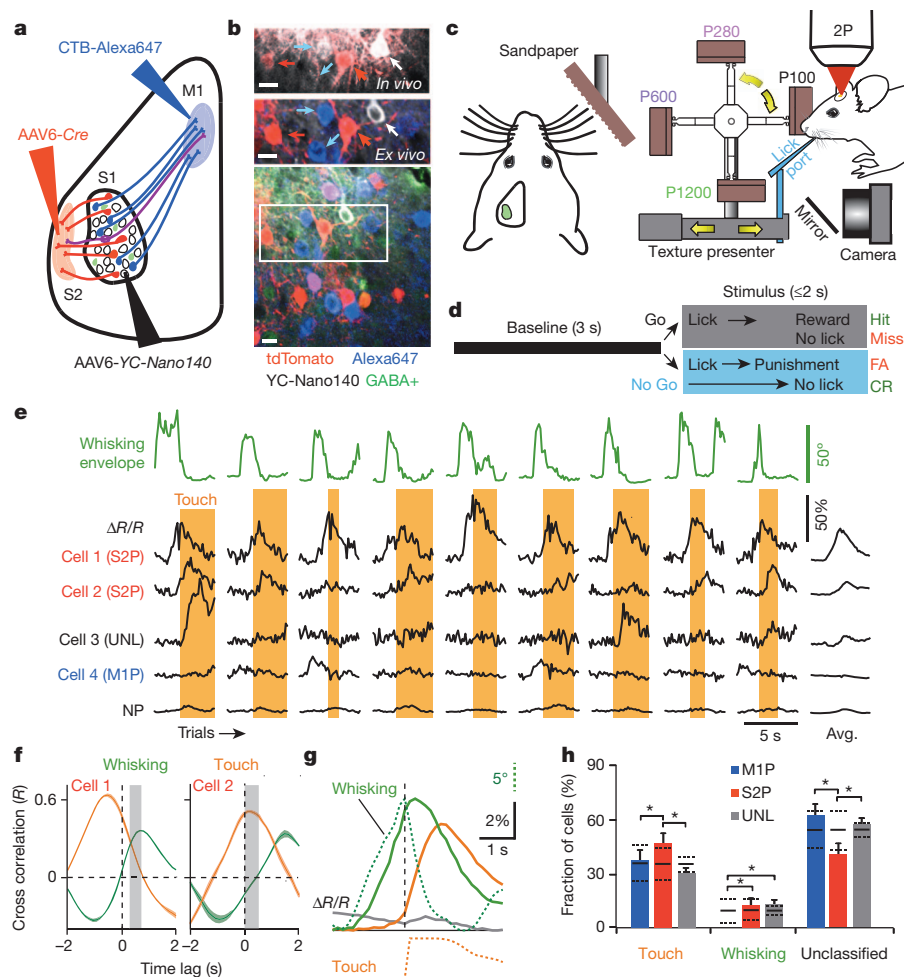 a
CTB-Alexa647
M1
AAV6-Cre
S1
S2
AAV6-YC-Nano140
b
In vivo
Ex vivo
tdTomato Alexa647
YC-Nano140 GABA+
c
Sandpaper
P280
2P
P600
P100
Lick port
P1200
Mirror
Texture presenter
Camera
d
Stimulus (≤2 s)
Baseline (3 s)
Go
Lick Reward Hit
No lick Miss
No Go
Lick Punishment FA
No lick CR
e
Whisking
envelope
50°
Touch
ΔR/R
50%
Cell 1 (S2P)
Cell 2 (S2P)
Cell 3 (UNL)
Cell 4 (M1P)
NP
Trials
5 s
Avg.
f
Whisking
Touch
Cell 1
Cell 2
Cross correlation (R)
0.6
0
–2 0 2 –2 0 2
Time lag (s)
g
Whisking
5°
2%
1 s
ΔR/R
Touch
h
Fraction of cells (%)
90
60
30
0
M1P
S2P
UNL
* * * * * *
Touch Whisking Unclassified